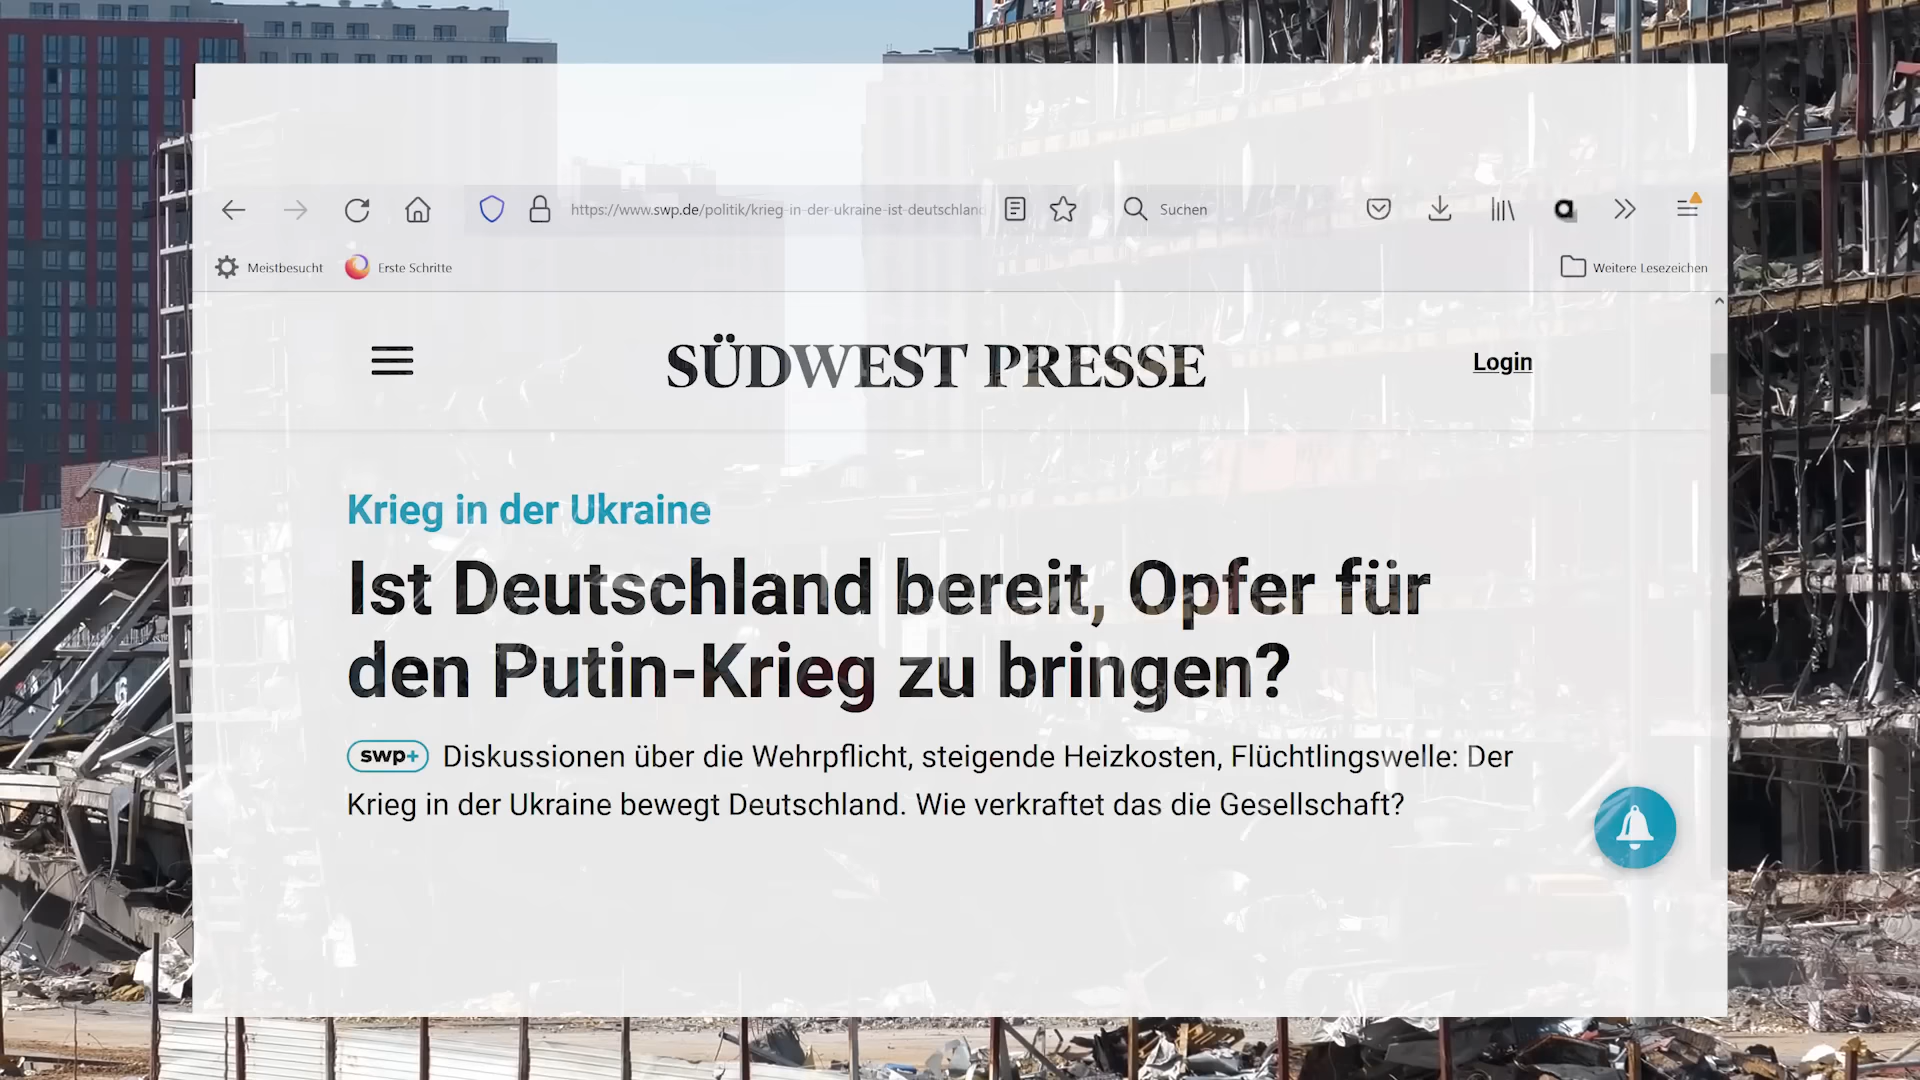 https://www.swp.de/politik/krieg-in-der-ukraine-ist-deutschland
Suchen
Meistbesucht
Erste Schritte
Weitere Lesezeichen
SÜDWEST PRESSE
Login
Krieg in der Ukraine
Ist Deutschland bereit, Opfer für
den Putin-Krieg zu bringen?
swp+ Diskussionen über die Wehrpflicht, steigende Heizkosten, Flüchtlingswelle: Der
Krieg in der Ukraine bewegt Deutschland. Wie verkraftet das die Gesellschaft?